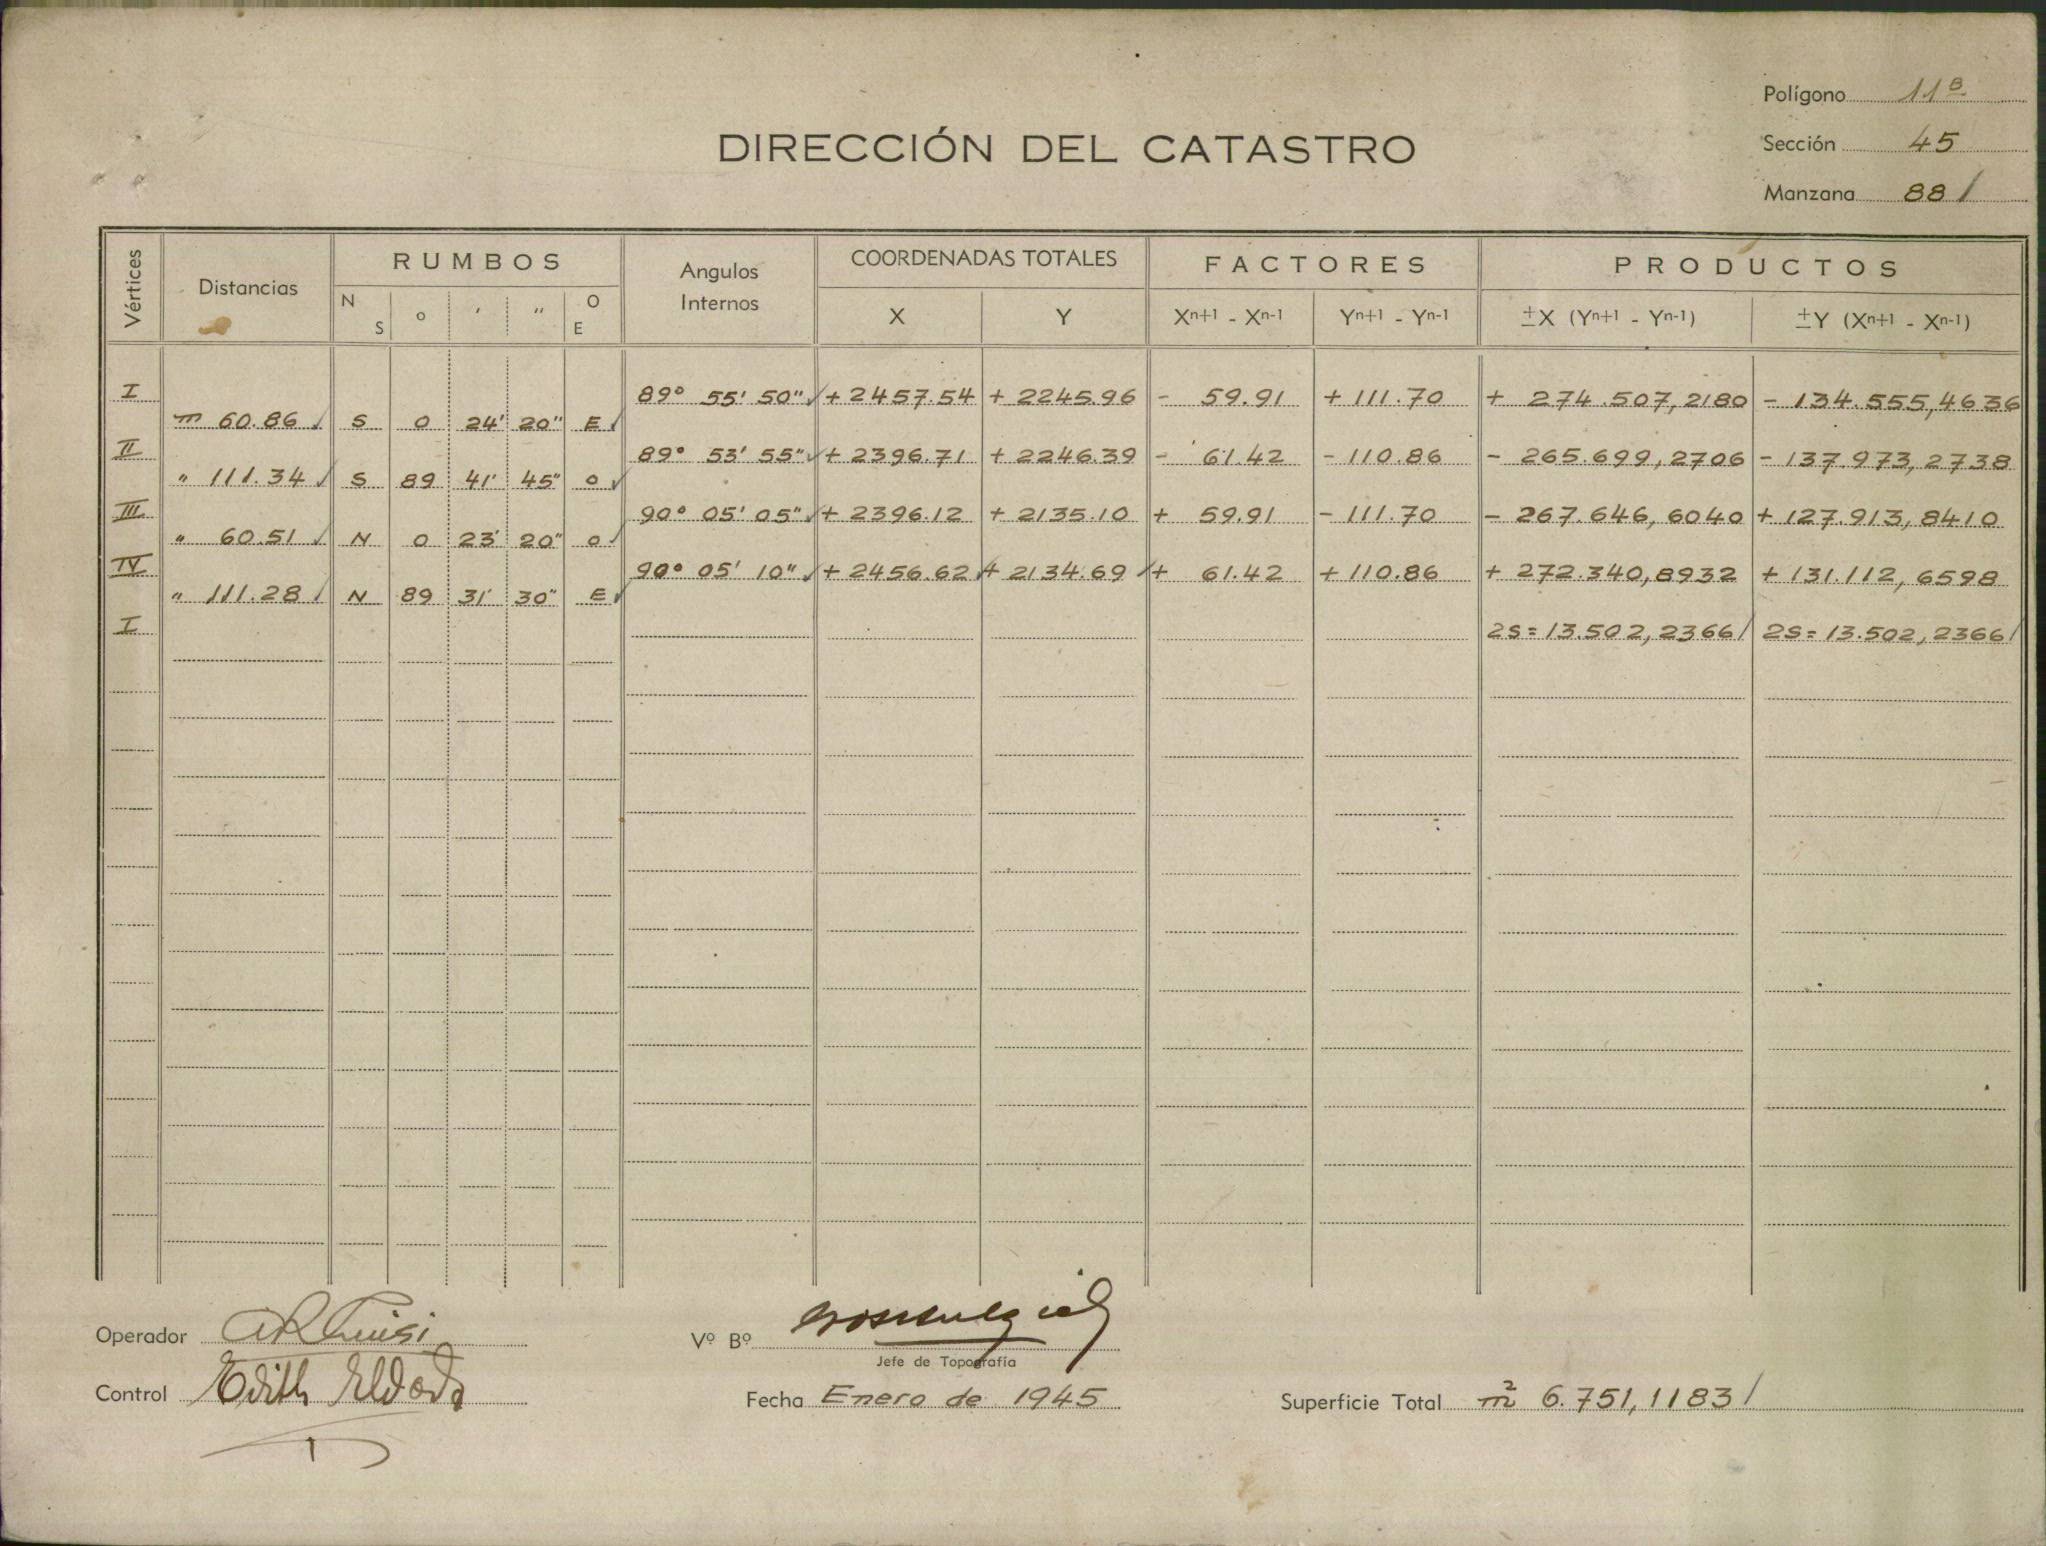 Polígono 11B
DIRECCIÓN DEL CATASTRO
Sección 45
Manzana 88
Vértices Distancias RUMBOS Angulos Internos COORDENADAS TOTALES FACTORES PRODUCTOS
N S o ' " O E X Y Xn+1 - Xn-1 Yn+1 - Yn-1 ±X (Yn+1 - Yn-1) ±Y (Xn+1 - Xn-1)
I 89° 55' 50" + 2457.54 + 2245.96 - 59.91 + 111.70 + 274.507,2180 - 134.555,4636
m 60.86 S 0 24' 20" E
II 89° 53' 55" + 2396.71 + 2246.39 - 61.42 - 110.86 - 265.699,2706 - 137.973,2738
" 111.34 S 89 41' 45" O
III 90° 05' 05" + 2396.12 + 2135.10 + 59.91 - 111.70 - 267.646,6040 + 127.913,8410
" 60.51 N 0 23' 20" O
IV 90° 05' 10" + 2456.62 + 2134.69 + 61.42 + 110.86 + 272.340,8932 + 131.112,6598
" 111.28 N 89 31' 30" E
I 2S = 13.502,2366 2S = 13.502,2366
Operador
Vº Bº
Jefe de Topografía
Control Edith
Fecha Enero de 1945
Superficie Total m2 6.751,1183